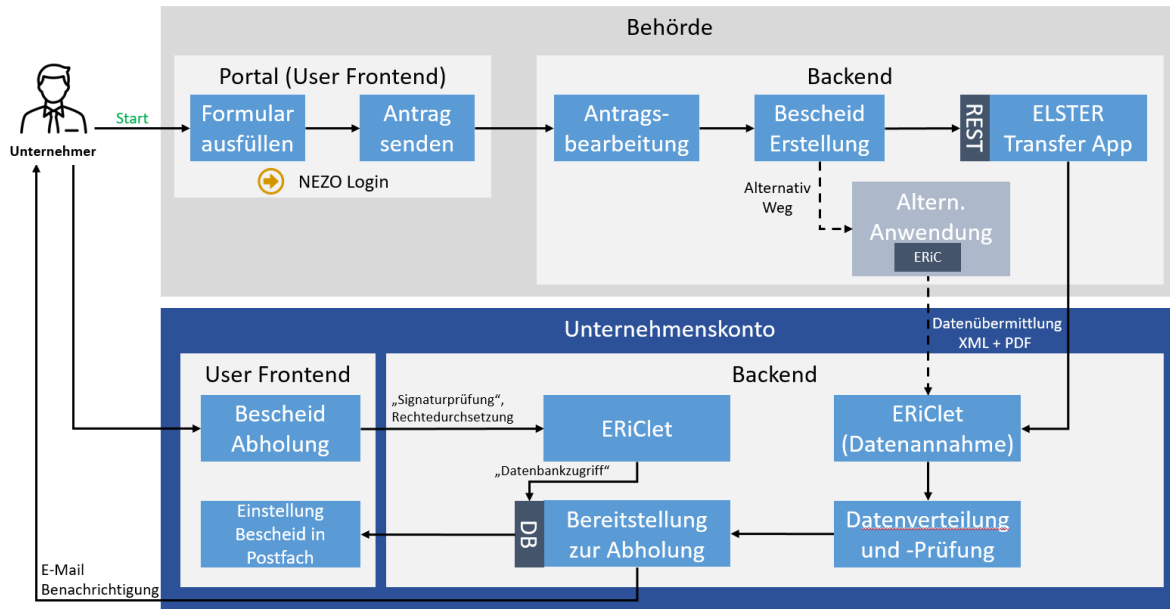 Behörde
Portal (User Frontend)
Backend
Unternehmer
Start
Formular
ausfüllen
Antrag
senden
NEZO Login
Antrags-
bearbeitung
Bescheid
Erstellung
REST
ELSTER
Transfer App
Alternativ
Weg
Altern.
Anwendung
ERiC
Datenübermittlung
XML + PDF
Unternehmenskonto
User Frontend
Backend
Bescheid
Abholung
„Signaturprüfung“,
Rechtedurchsetzung
ERiClet
ERiClet
(Datenannahme)
„Datenbankzugriff“
Einstellung
Bescheid in
Postfach
DB
Bereitstellung
zur Abholung
Datenverteilung
und -Prüfung
E-Mail
Benachrichtigung